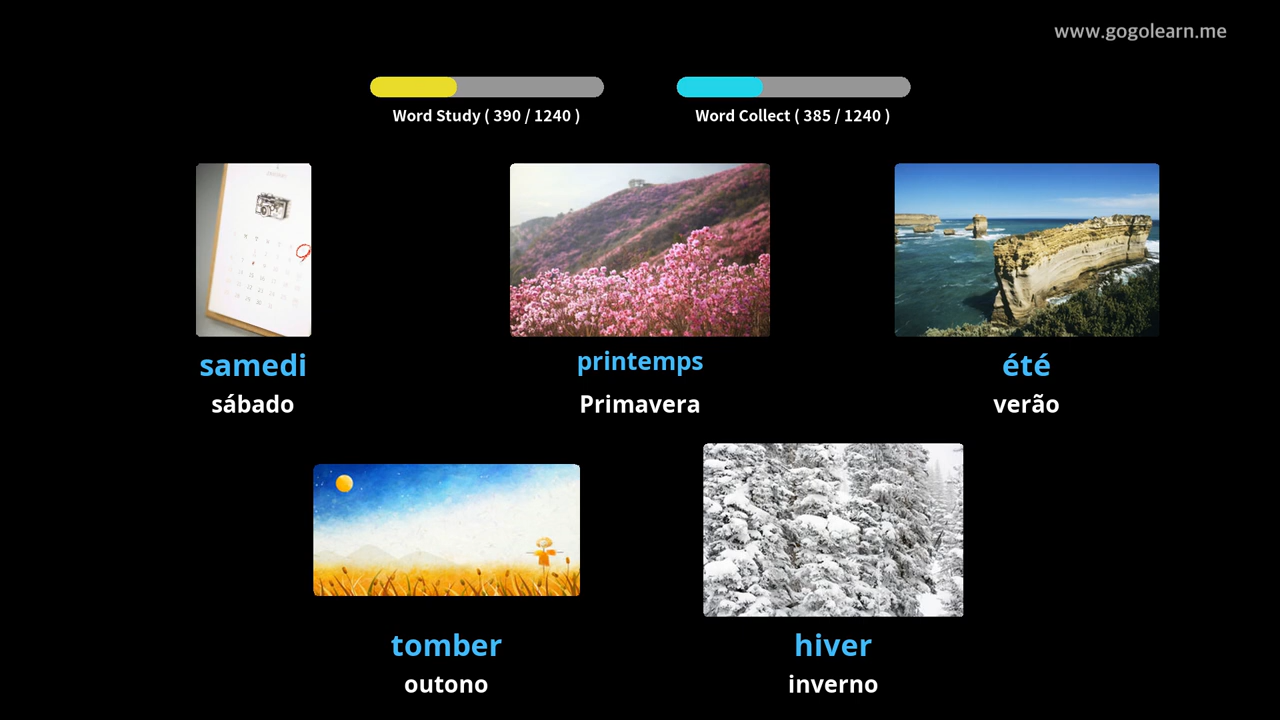 www.gogolearn.me
Word Study ( 390 / 1240 )
Word Collect ( 385 / 1240 )
samedi
sábado
printemps
Primavera
été
verão
tomber
outono
hiver
inverno